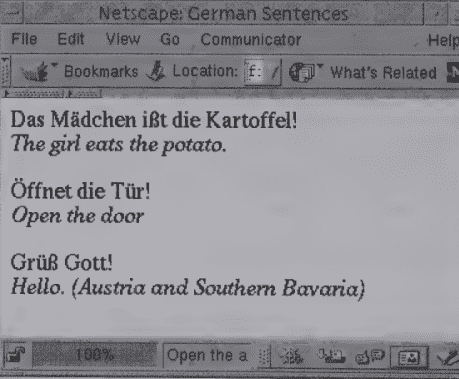 Netscape: German Sentences
File Edit View Go Communicator Help
Bookmarks Location: f: / What's Related N
Das Mädchen ißt die Kartoffel!
The girl eats the potato.
Öffnet die Tür!
Open the door
Grüß Gott!
Hello. (Austria and Southern Bavaria)
100% Open the a